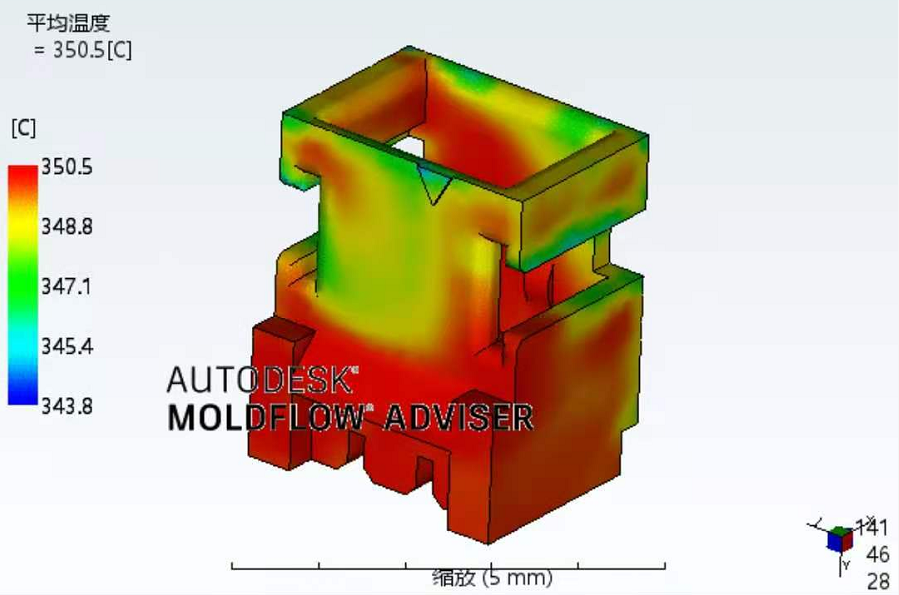 平均温度
= 350.5[C]
[C]
350.5
348.8
347.1
345.4
343.8
AUTODESK®
MOLDFLOW® ADVISER
缩放 (5 mm)
Z
X
141
46
Y
28